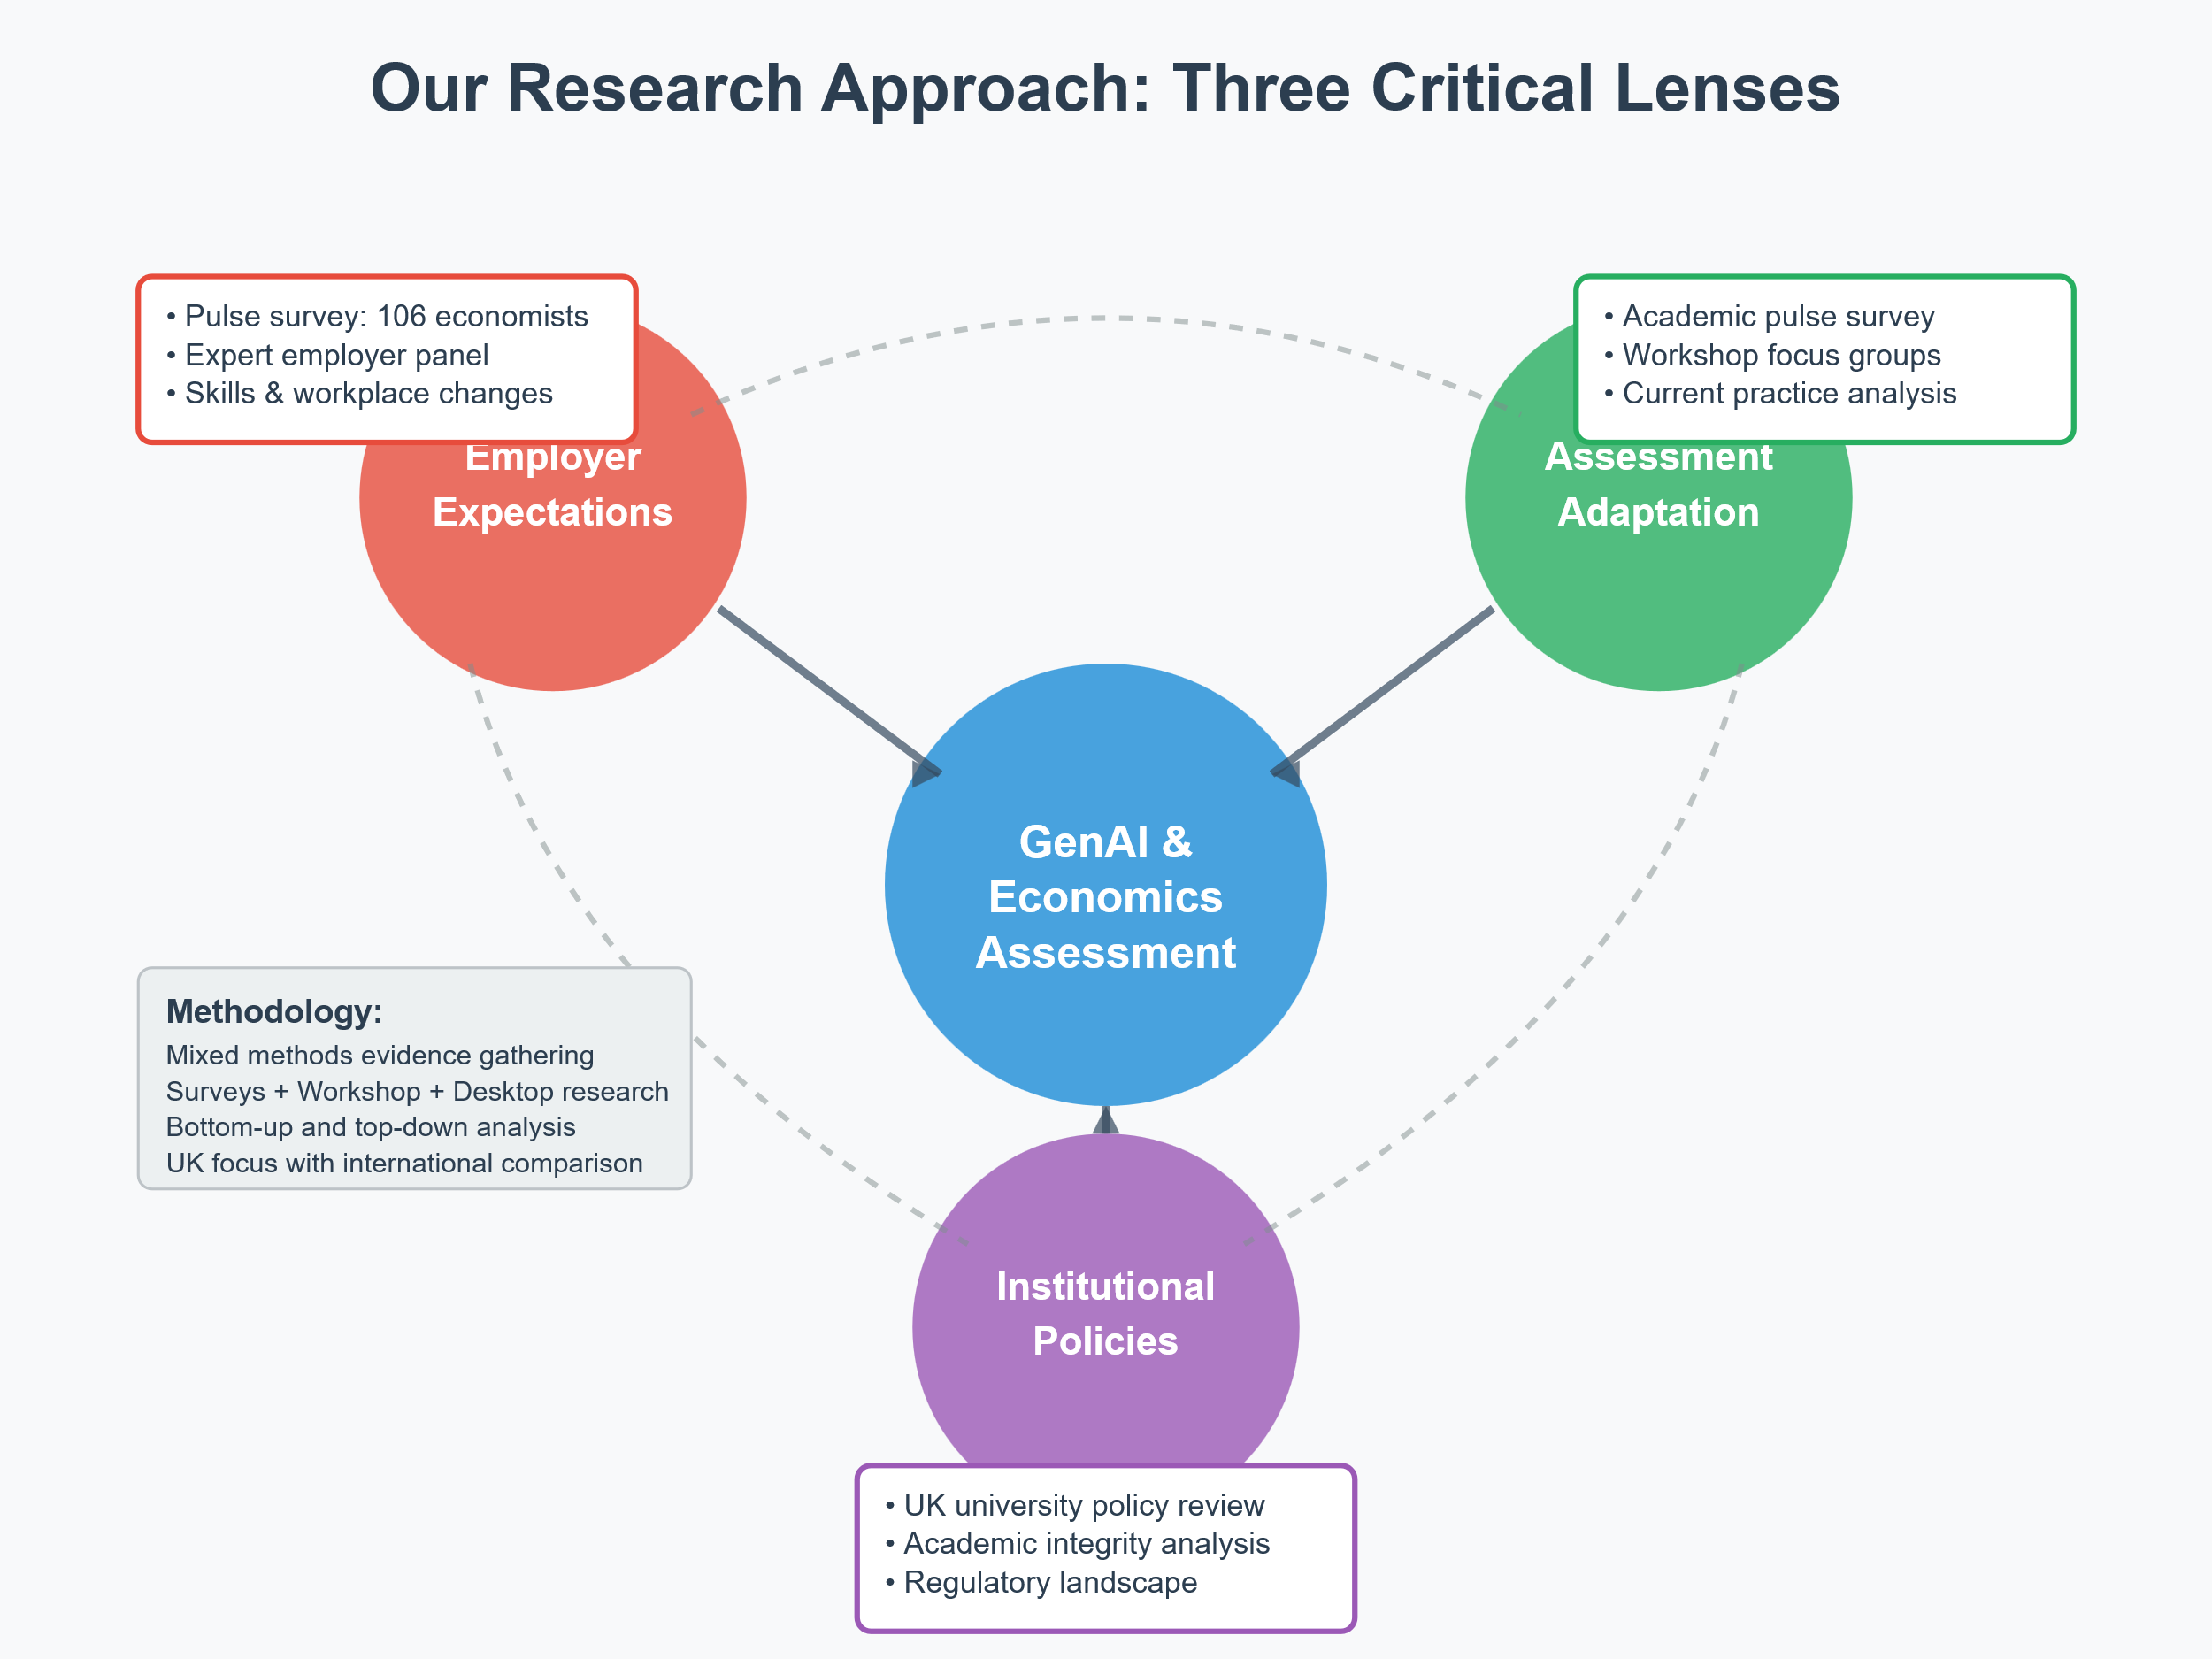 Our Research Approach: Three Critical Lenses
• Pulse survey: 106 economists
• Expert employer panel
• Skills & workplace changes
Employer
Expectations
• Academic pulse survey
• Workshop focus groups
• Current practice analysis
Assessment
Adaptation
GenAI &
Economics
Assessment
Methodology:
Mixed methods evidence gathering
Surveys + Workshop + Desktop research
Bottom-up and top-down analysis
UK focus with international comparison
Institutional
Policies
• UK university policy review
• Academic integrity analysis
• Regulatory landscape